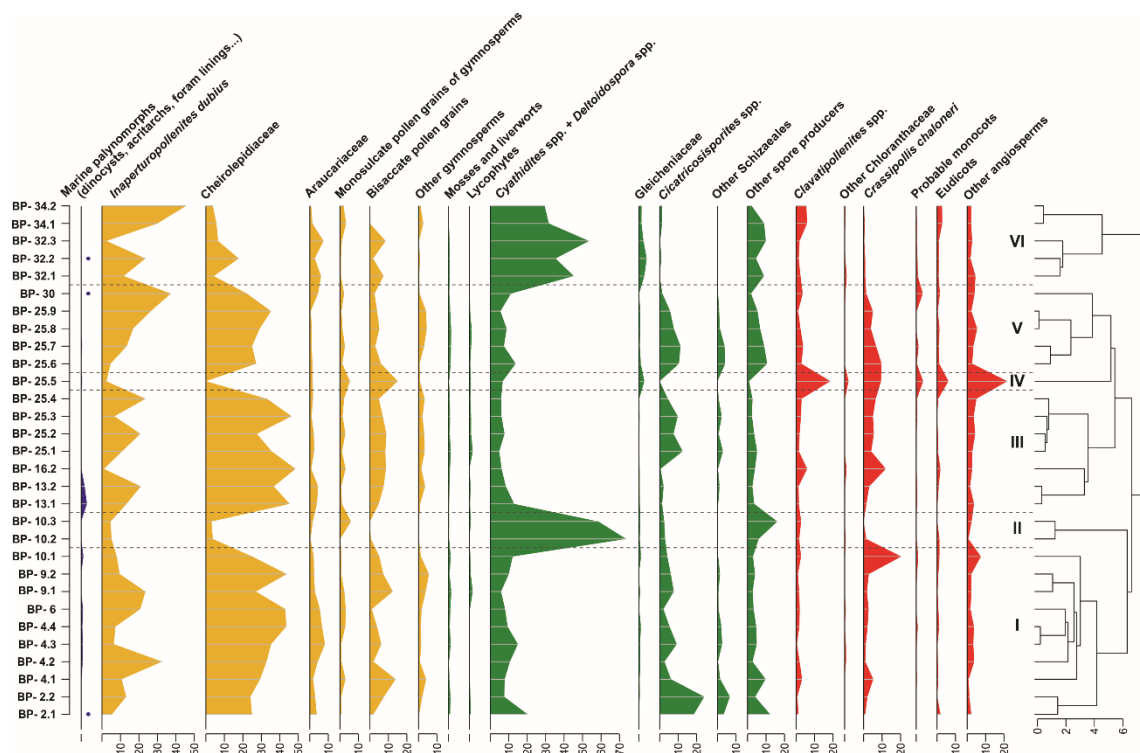 Marine palynomorphs
(dinocysts, acritarchs, foram linings...)
Inaperturopollenites dubius
Cheirolepidiaceae
Araucariaceae
Monosulcate pollen grains of gymnosperms
Bisaccate pollen grains
Other gymnosperms
Mosses and liverworts
Lycophytes
Cyathidites spp. + Deltoidospora spp.
Gleicheniaceae
Cicatricosisporites spp.
Other Schizaeales
Other spore producers
Clavatipollenites spp.
Other Chloranthaceae
Crassipollis chaloneri
Probable monocots
Eudicots
Other angiosperms
BP- 34.2
BP- 34.1
BP- 32.3
VI
BP- 32.2
BP- 32.1
BP- 30
BP- 25.9
BP- 25.8
V
BP- 25.7
BP- 25.6
BP- 25.5
IV
BP- 25.4
BP- 25.3
BP- 25.2
III
BP- 25.1
BP- 16.2
BP- 13.2
BP- 13.1
BP- 10.3
II
BP- 10.2
BP- 10.1
BP- 9.2
BP- 9.1
BP- 6
BP- 4.4
I
BP- 4.3
BP- 4.2
BP- 4.1
BP- 2.2
BP- 2.1
10 20 30 40 50
10 20 30 40 50
10
10
10
10
10 20 30 40 50 60 70
10 20
10
10
10 20
10 20
10
10 20
0 2 4 6